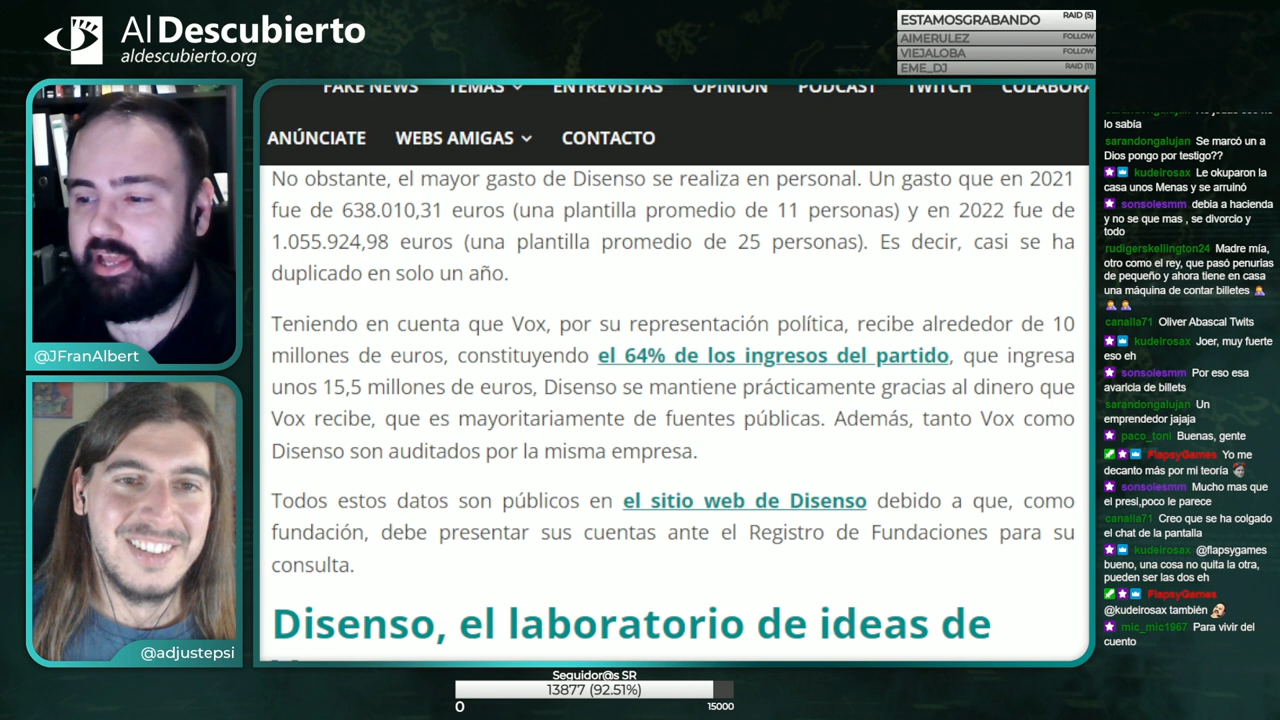 Al Descubierto
aldescubierto.org
ESTAMOSGRABANDO RAID (5)
AIMERULEZ FOLLOW
VIEJALOBA FOLLOW
EME_DJ RAID (11)
FAKE NEWS TEMAS ENTREVISTAS OPINIÓN PODCAST TWITCH COLABORA
ANÚNCIATE WEBS AMIGAS CONTACTO
No obstante, el mayor gasto de Disenso se realiza en personal. Un gasto que en 2021
fue de 638.010,31 euros (una plantilla promedio de 11 personas) y en 2022 fue de
1.055.924,98 euros (una plantilla promedio de 25 personas). Es decir, casi se ha
duplicado en solo un año.
Teniendo en cuenta que Vox, por su representación política, recibe alrededor de 10
millones de euros, constituyendo el 64% de los ingresos del partido, que ingresa
unos 15,5 millones de euros, Disenso se mantiene prácticamente gracias al dinero que
Vox recibe, que es mayoritariamente de fuentes públicas. Además, tanto Vox como
Disenso son auditados por la misma empresa.
Todos estos datos son públicos en el sitio web de Disenso debido a que, como
fundación, debe presentar sus cuentas ante el Registro de Fundaciones para su
consulta.
Disenso, el laboratorio de ideas de
@JFranAlbert
@adjustepsi
lo sabía
sarandongalujan Se marcó un a
Dios pongo por testigo??
kudeirosax Le okuparon la
casa unos Menas y se arruinó
sonsolesmm debia a hacienda
y no se que mas , se divorcio y
todo
rudigerskellington24 Madre mía,
otro como el rey, que pasó penurias
de pequeño y ahora tiene en casa
una máquina de contar billetes
canalla71 Oliver Abascal Twits
kudeirosax Joer, muy fuerte
eso eh
sonsolesmm Por eso esa
avaricia de billets
sarandongalujan Un
emprendedor jajaja
paco_toni Buenas, gente
FlapsyGames Yo me
decanto más por mi teoría
sonsolesmm Mucho mas que
el presi,poco le parece
canalla71 Creo que se ha colgado
el chat de la pantalla
kudeirosax @flapsygames
bueno, una cosa no quita la otra,
pueden ser las dos eh
FlapsyGames
@kudeirosax también
mic_mic1967 Para vivir del
cuento
Seguidor@s SR
13877 (92.51%)
0 15000